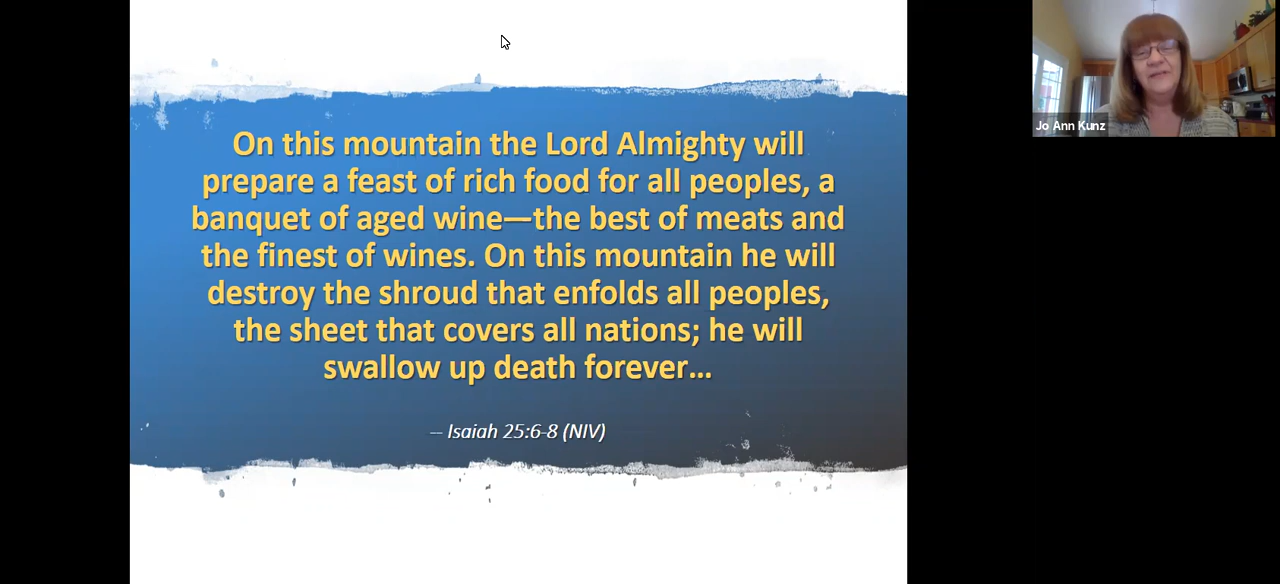 On this mountain the Lord Almighty will
prepare a feast of rich food for all peoples, a
banquet of aged wine—the best of meats and
the finest of wines. On this mountain he will
destroy the shroud that enfolds all peoples,
the sheet that covers all nations; he will
swallow up death forever…
-- Isaiah 25:6-8 (NIV)
Jo Ann Kunz